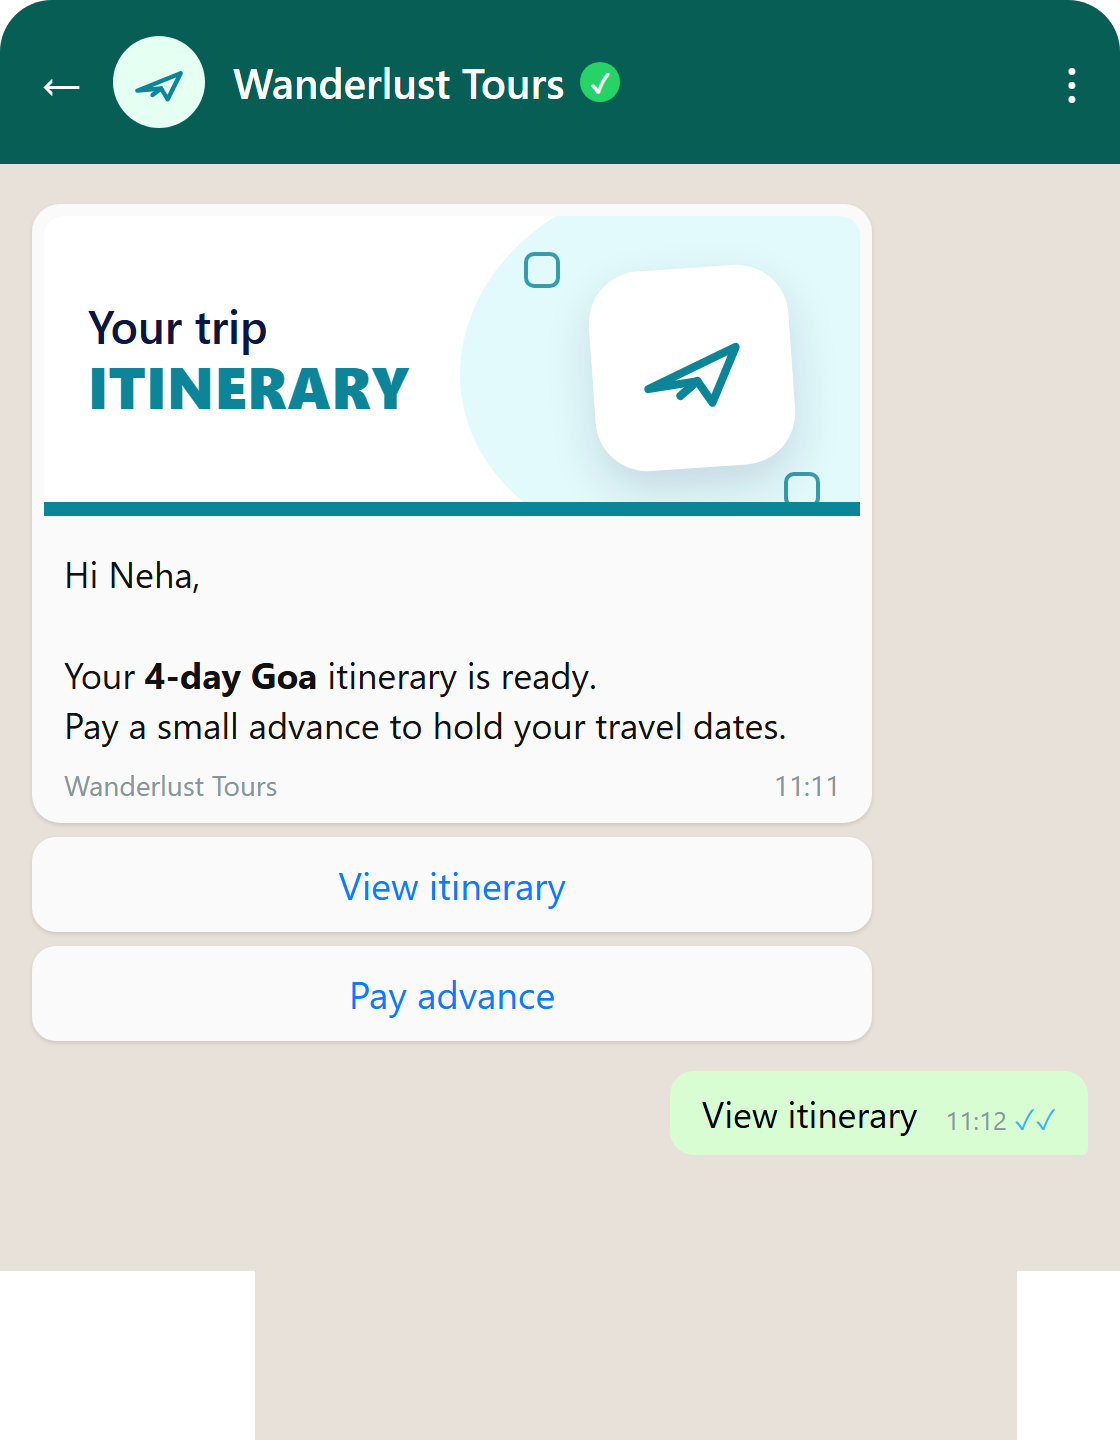 Wanderlust Tours
Your trip
ITINERARY
Hi Neha,
Your 4-day Goa itinerary is ready.
Pay a small advance to hold your travel dates.
Wanderlust Tours 11:11
View itinerary
Pay advance
View itinerary 11:12